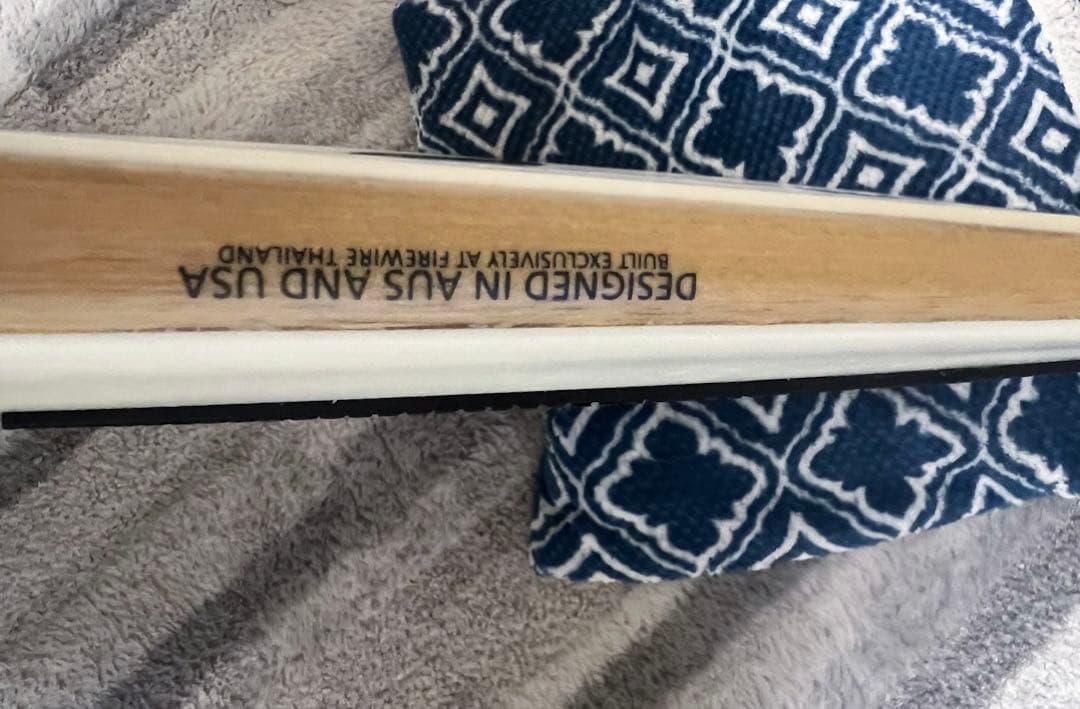 DESIGNED IN AUS AND USA
BUILT EXCLUSIVELY AT FIREWIRE THAILAND